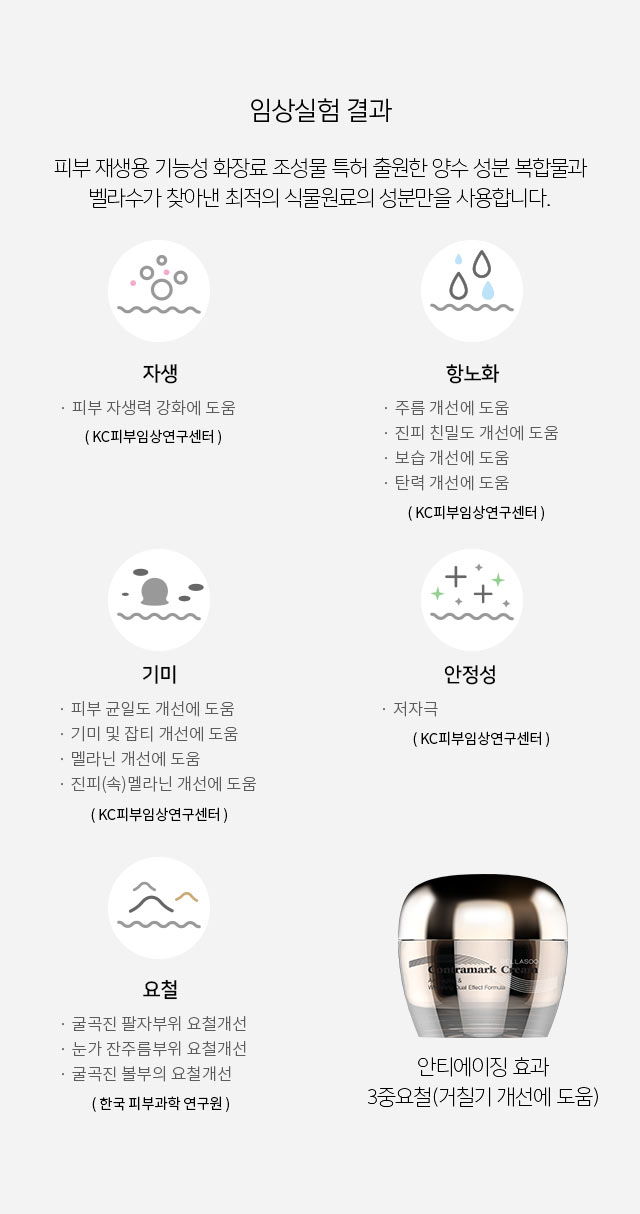 임상실험 결과
피부 재생용 기능성 화장료 조성물 특허 출원한 양수 성분 복합물과
벨라수가 찾아낸 최적의 식물원료의 성분만을 사용합니다.
자생
· 피부 자생력 강화에 도움
( KC피부임상연구센터 )
항노화
· 주름 개선에 도움
· 진피 친밀도 개선에 도움
· 보습 개선에 도움
· 탄력 개선에 도움
( KC피부임상연구센터 )
기미
· 피부 균일도 개선에 도움
· 기미 및 잡티 개선에 도움
· 멜라닌 개선에 도움
· 진피(속)멜라닌 개선에 도움
( KC피부임상연구센터 )
안정성
· 저자극
( KC피부임상연구센터 )
요철
· 굴곡진 팔자부위 요철개선
· 눈가 잔주름부위 요철개선
· 굴곡진 볼부의 요철개선
( 한국 피부과학 연구원 )
BELLASOO
Contramark Cream
Dual Effect Formula
안티에이징 효과
3중요철(거칠기 개선에 도움)